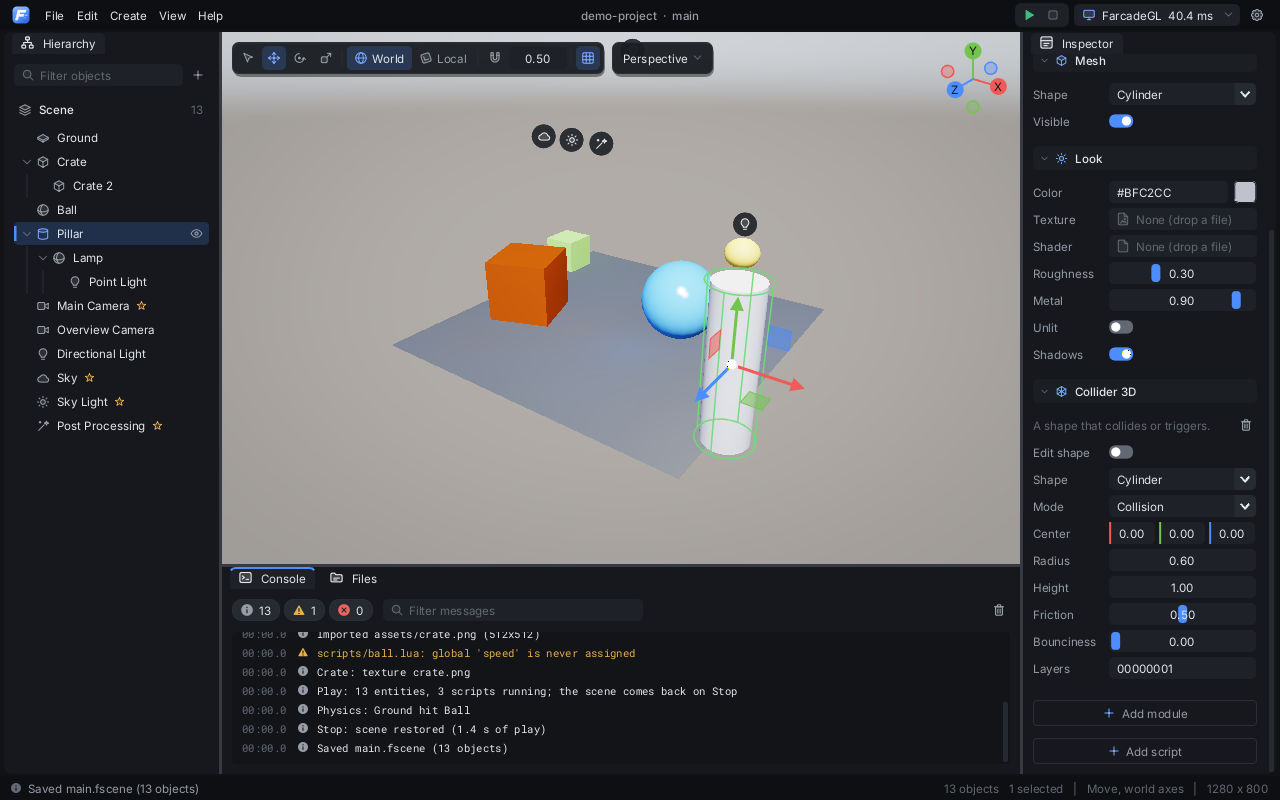 File Edit Create View Help
demo-project · main
FarcadeGL 40.4 ms
Hierarchy
Filter objects
Scene 13
Ground
Crate
Crate 2
Ball
Pillar
Lamp
Point Light
Main Camera
Overview Camera
Directional Light
Sky
Sky Light
Post Processing
World Local 0.50 Perspective
Y
X
Z
Console Files
13 1 0 Filter messages
00:00.0 Imported assets/crate.png (512x512)
00:00.0 scripts/ball.lua: global 'speed' is never assigned
00:00.0 Crate: texture crate.png
00:00.0 Play: 13 entities, 3 scripts running; the scene comes back on Stop
00:00.0 Physics: Ground hit Ball
00:00.0 Stop: scene restored (1.4 s of play)
00:00.0 Saved main.fscene (13 objects)
Inspector
Mesh
Shape Cylinder
Visible
Look
Color #BFC2CC
Texture None (drop a file)
Shader None (drop a file)
Roughness 0.30
Metal 0.90
Unlit
Shadows
Collider 3D
A shape that collides or triggers.
Edit shape
Shape Cylinder
Mode Collision
Center 0.00 0.00 0.00
Radius 0.60
Height 1.00
Friction 0.50
Bounciness 0.00
Layers 00000001
Add module
Add script
Saved main.fscene (13 objects)
13 objects 1 selected | Move, world axes | 1280 x 800